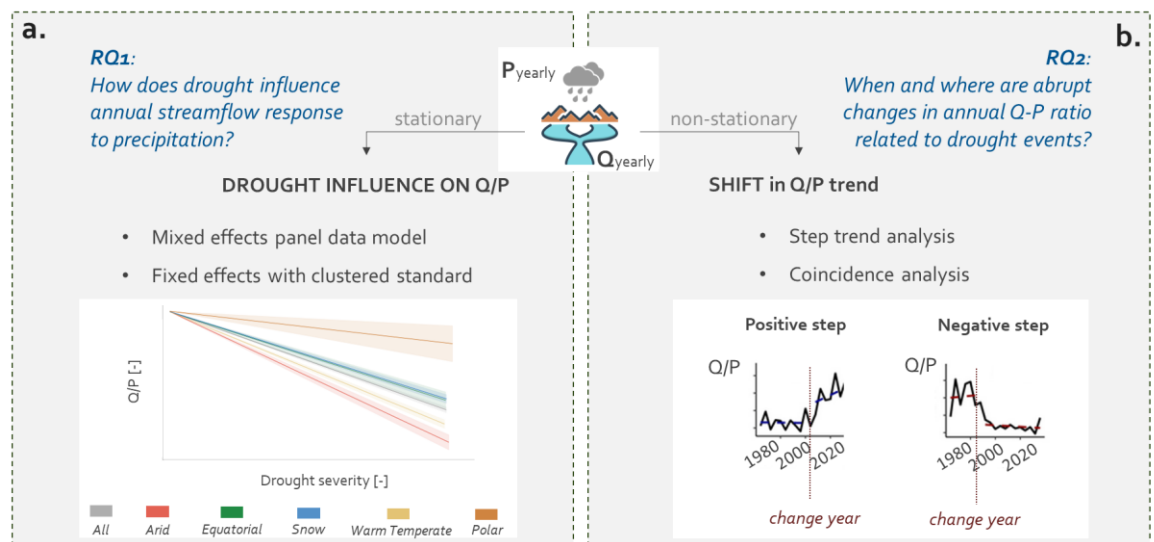 a.
RQ1:
How does drought influence
annual streamflow response
to precipitation?
Pyearly
Qyearly
stationary
non-stationary
DROUGHT INFLUENCE ON Q/P
• Mixed effects panel data model
• Fixed effects with clustered standard
Q/P [-]
Drought severity [-]
All
Arid
Equatorial
Snow
Warm Temperate
Polar
b.
RQ2:
When and where are abrupt
changes in annual Q-P ratio
related to drought events?
SHIFT in Q/P trend
• Step trend analysis
• Coincidence analysis
Positive step
Q/P
1980
2000
2020
change year
Negative step
Q/P
1980
2000
2020
change year